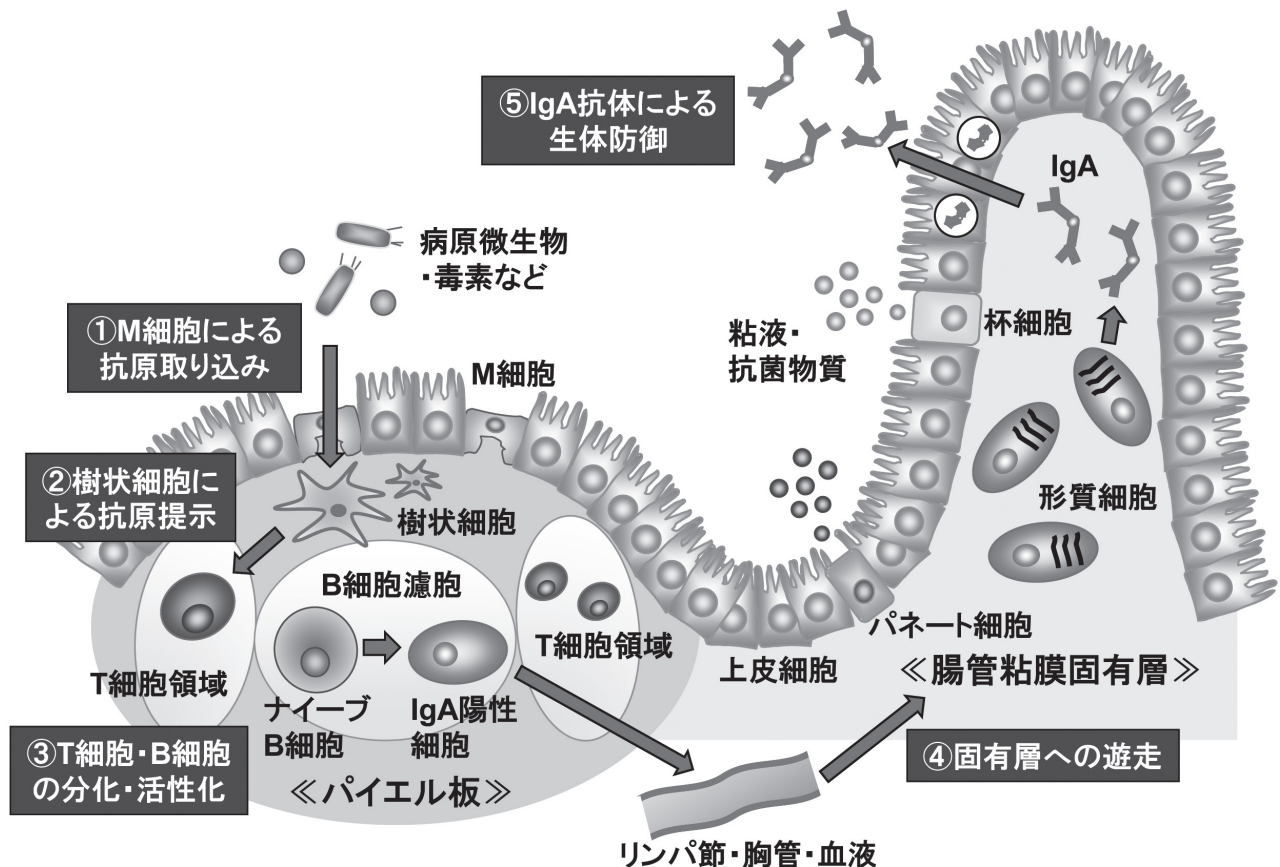 ⑤IgA抗体による
生体防御
IgA
病原微生物
・毒素など
①M細胞による
抗原取り込み
粘液・
抗菌物質
杯細胞
M細胞
②樹状細胞に
よる抗原提示
樹状細胞
形質細胞
B細胞濾胞
T細胞領域
T細胞領域
パネート細胞
上皮細胞
≪腸管粘膜固有層≫
ナイーブ
B細胞
IgA陽性
細胞
③T細胞・B細胞
の分化・活性化
≪パイエル板≫
④固有層への遊走
リンパ節・胸管・血液